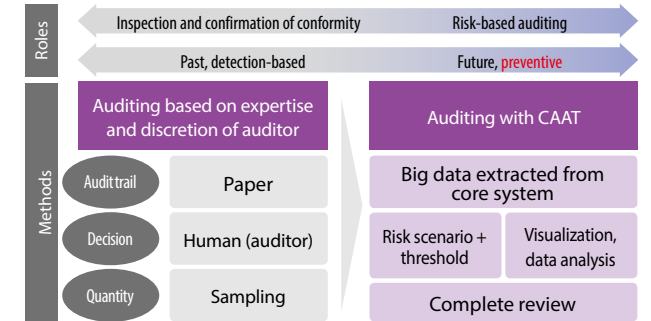 Roles
Inspection and confirmation of conformity
Risk-based auditing
Past, detection-based
Future, preventive
Methods
Auditing based on expertise
and discretion of auditor
Auditing with CAAT
Audit trail
Paper
Big data extracted from
core system
Decision
Human (auditor)
Risk scenario +
threshold
Visualization,
data analysis
Quantity
Sampling
Complete review